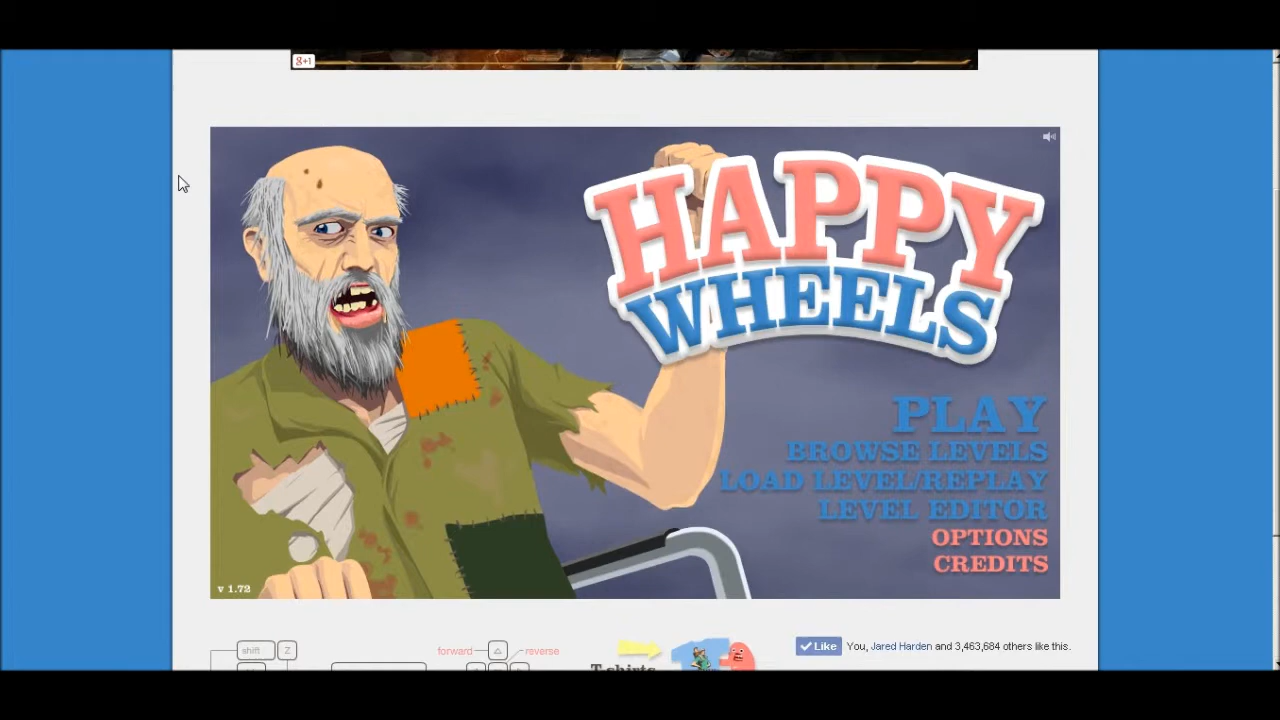 g+1
HAPPY
WHEELS
PLAY
BROWSE LEVELS
LOAD LEVEL/REPLAY
LEVEL EDITOR
OPTIONS
CREDITS
v 1.72
shift
Z
forward
reverse
T-shirts
Like
You, Jared Harden and 3,463,684 others like this.